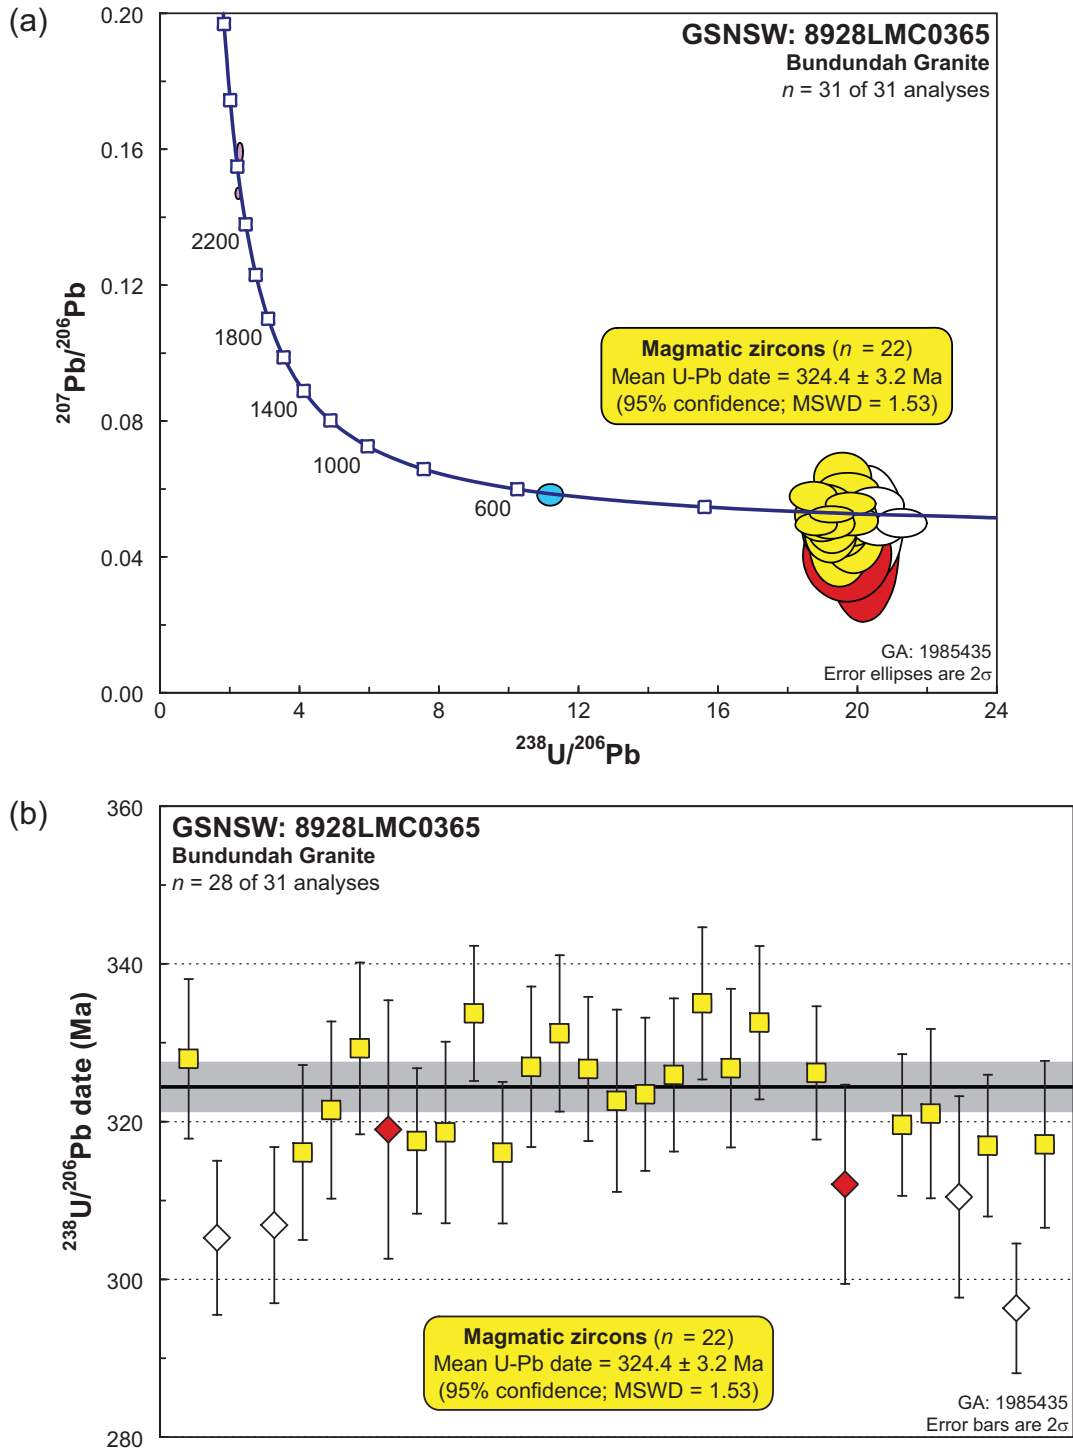 (a)
GSNSW: 8928LMC0365
Bundundah Granite
n = 31 of 31 analyses
0.20
0.16
0.12
0.08
0.04
0.00
²⁰⁷Pb/²⁰⁶Pb
2200
1800
1400
1000
600
Magmatic zircons (n = 22)
Mean U-Pb date = 324.4 ± 3.2 Ma
(95% confidence; MSWD = 1.53)
GA: 1985435
Error ellipses are 2σ
0 4 8 12 16 20 24
²³⁸U/²⁰⁶Pb
(b)
GSNSW: 8928LMC0365
Bundundah Granite
n = 28 of 31 analyses
360
340
320
300
280
²³⁸U/²⁰⁶Pb date (Ma)
Magmatic zircons (n = 22)
Mean U-Pb date = 324.4 ± 3.2 Ma
(95% confidence; MSWD = 1.53)
GA: 1985435
Error bars are 2σ